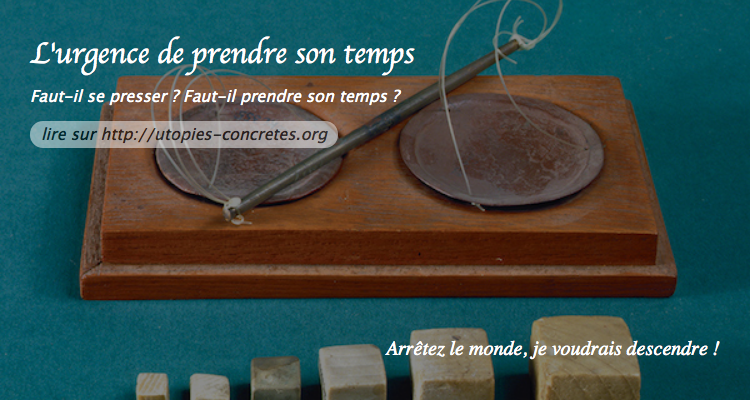 L'urgence de prendre son temps
Faut-il se presser ? Faut-il prendre son temps ?
lire sur http://utopies-concretes.org
Arrêtez le monde, je voudrais descendre !